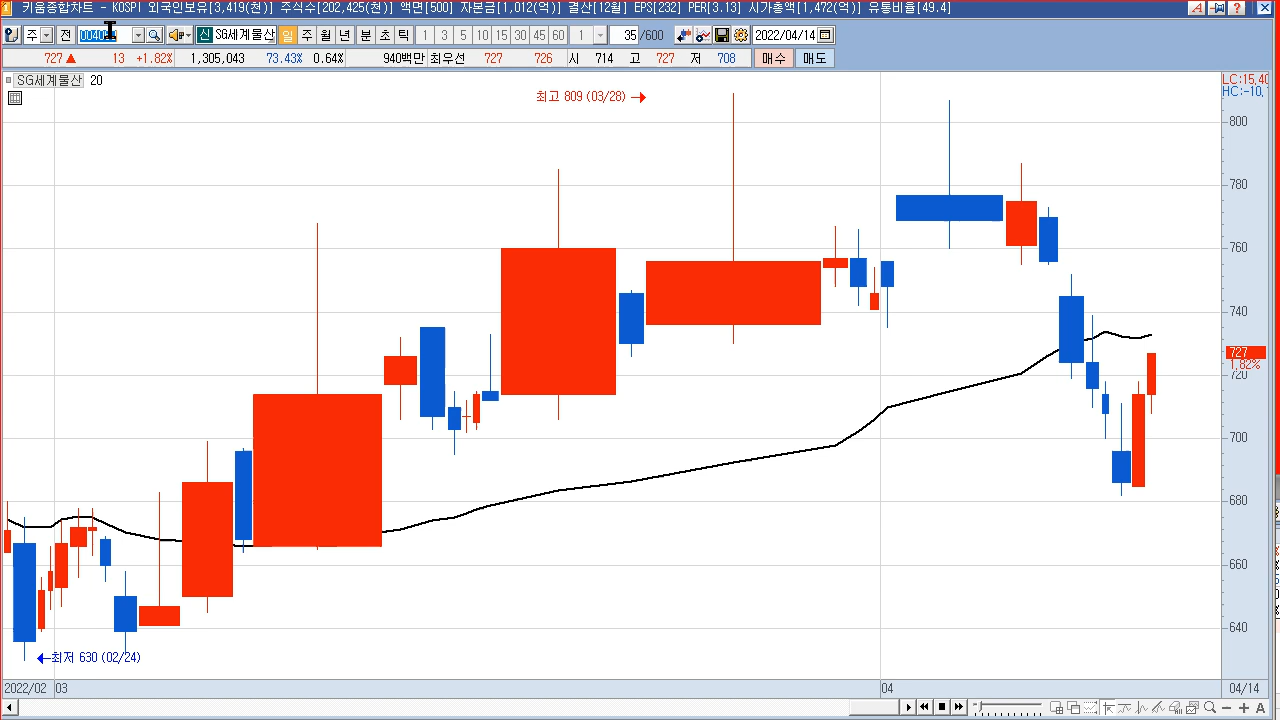 키움종합차트 - KOSPI 외국인보유[3,419(천)] 주식수[202,425(천)] 액면[500] 자본금[1,012(억)] 결산[12월] EPS[232] PER[3.13] 시가총액[1,472(억)] 유통비율[49.4]
주 전 신 SG세계물산 일 주 월 년 분 초 틱 1 3 5 10 15 30 45 60 1 35 /600 2022/04/14
727 ▲ 13 +1.82% 1,305,043 73.43% 0.64% 940백만 최우선 727 726 시 714 고 727 저 708 매수 매도
SG세계물산 20
LC:15,40
HC:-10,
최고 809 (03/28) →
800
780
760
740
727
1,82%
720
700
680
660
640
←최저 630 (02/24)
2022/02 03 04 04/14